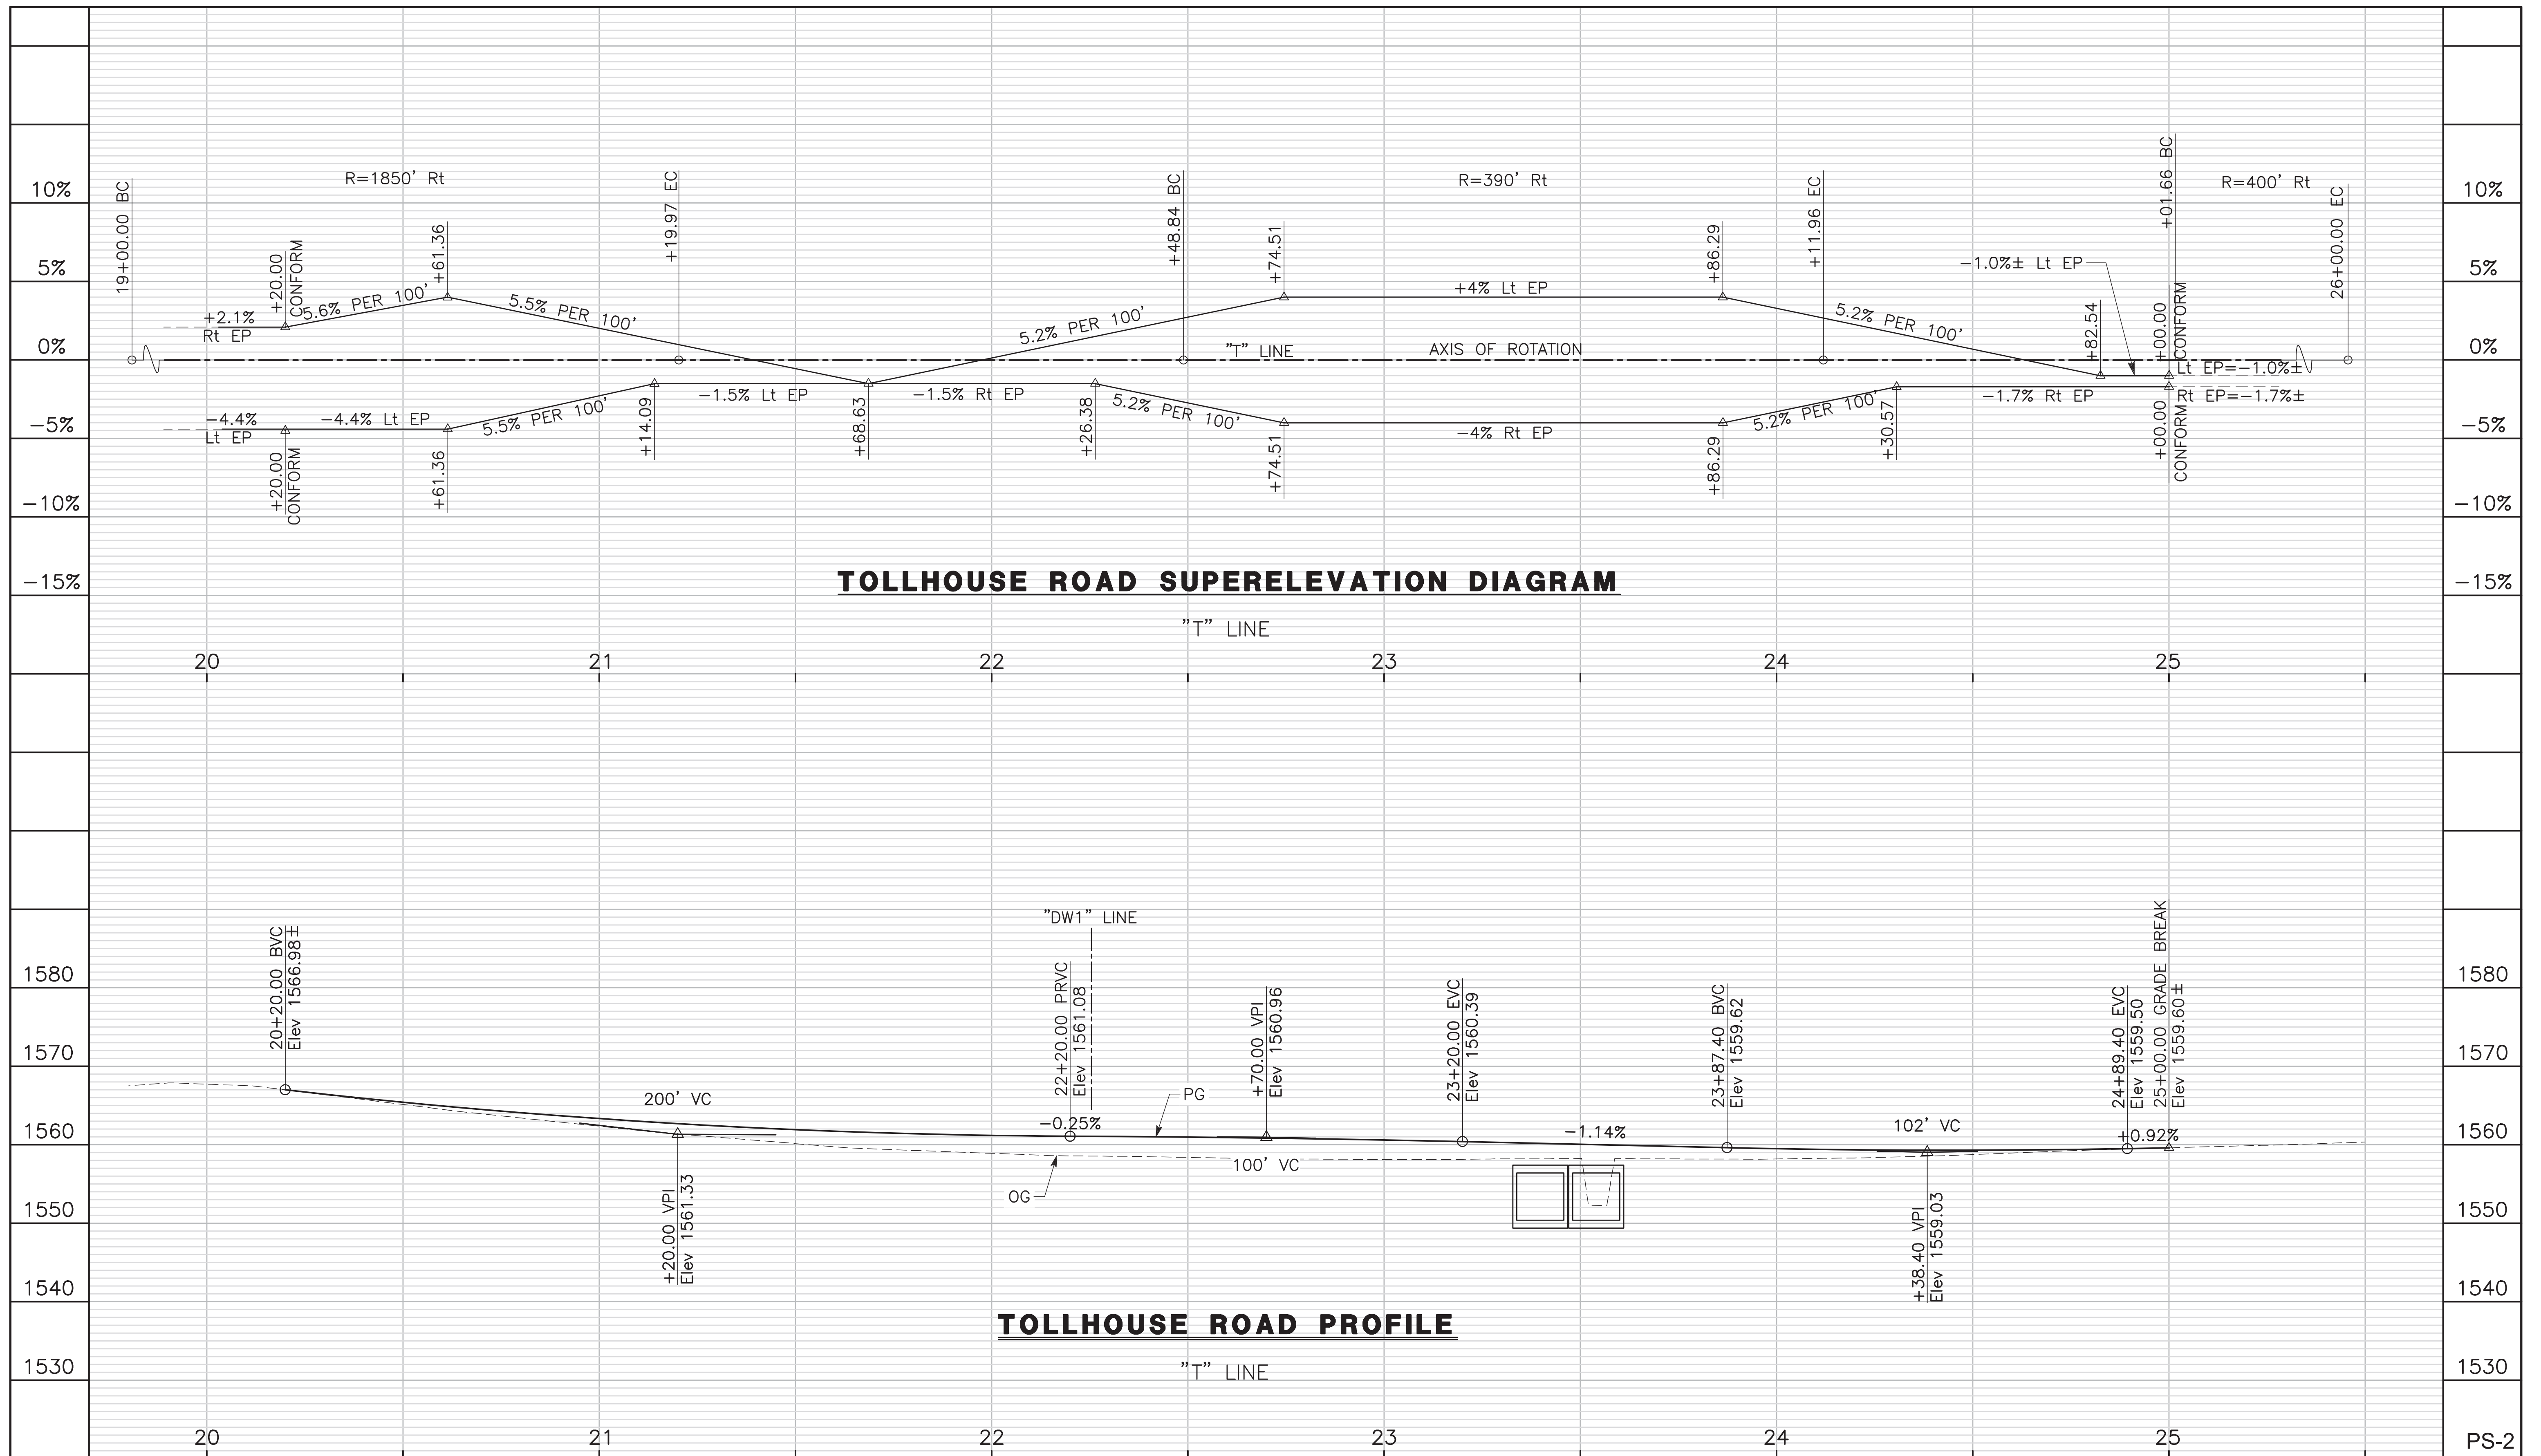 19+00.00 BC
R=1850' Rt
+19.97 EC
+48.84 BC
R=390' Rt
+11.96 EC
+01.66 BC
R=400' Rt
26+00.00 EC
10%
10%
5%
5%
0%
0%
−5%
−5%
−10%
−10%
−15%
−15%
+20.00
CONFORM
+61.36
+74.51
+86.29
−1.0%± Lt EP
+82.54
+00.00
CONFORM
+2.1%
Rt EP
5.6% PER 100'
5.5% PER 100'
5.2% PER 100'
+4% Lt EP
5.2% PER 100'
"T" LINE
AXIS OF ROTATION
Lt EP=−1.0%±
Rt EP=−1.7%±
−4.4%
Lt EP
−4.4% Lt EP
5.5% PER 100'
−1.5% Lt EP
−1.5% Rt EP
5.2% PER 100'
−4% Rt EP
5.2% PER 100'
−1.7% Rt EP
+20.00
CONFORM
+61.36
+14.09
+68.63
+26.38
+74.51
+86.29
+30.57
+00.00
CONFORM
TOLLHOUSE ROAD SUPERELEVATION DIAGRAM
"T" LINE
20
21
22
23
24
25
"DW1" LINE
20+20.00 BVC
Elev 1566.98±
22+20.00 PRVC
Elev 1561.08
+70.00 VPI
Elev 1560.96
23+20.00 EVC
Elev 1560.39
23+87.40 BVC
Elev 1559.62
24+89.40 EVC
Elev 1559.50
25+00.00 GRADE BREAK
Elev 1559.60±
1580
1580
1570
1570
1560
1560
1550
1550
1540
1540
1530
1530
200' VC
−0.25%
PG
−1.14%
102' VC
+0.92%
100' VC
OG
+20.00 VPI
Elev 1561.33
+38.40 VPI
Elev 1559.03
TOLLHOUSE ROAD PROFILE
"T" LINE
20
21
22
23
24
25
PS-2